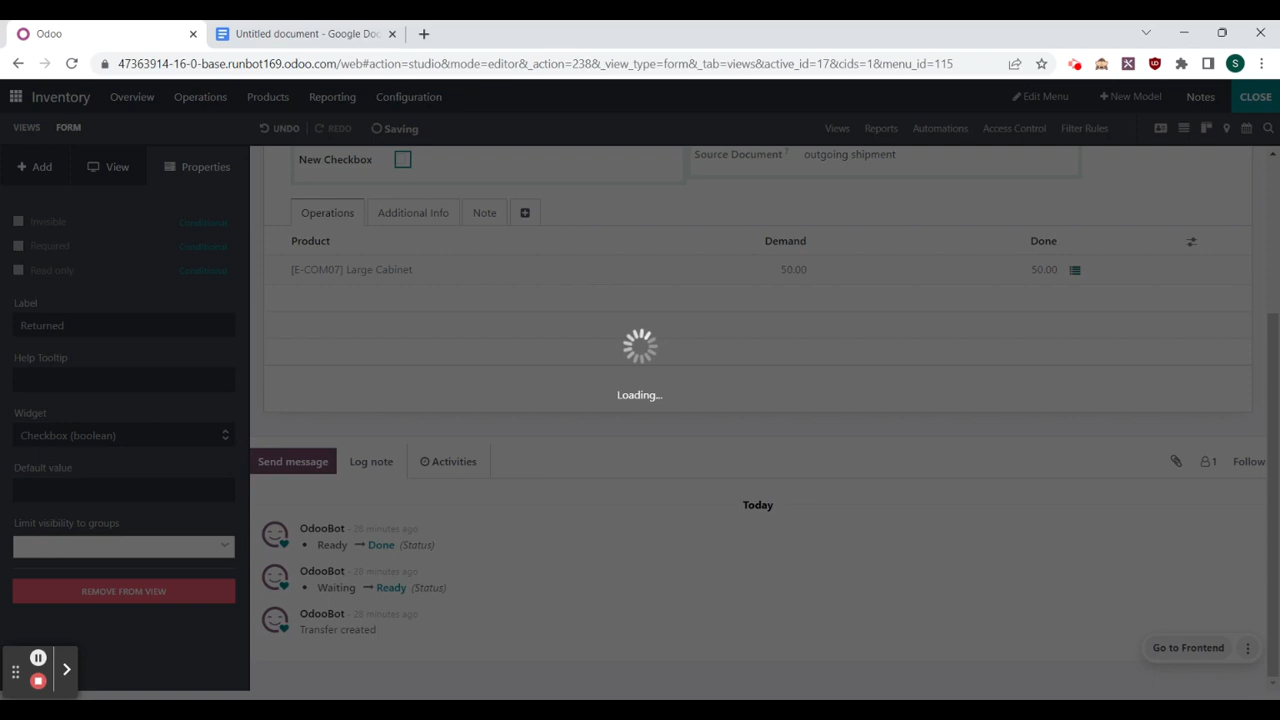 Odoo
Untitled document - Google Doc
47363914-16-0-base.runbot169.odoo.com/web#action=studio&mode=editor&_action=238&_view_type=form&_tab=views&active_id=17&cids=1&menu_id=115
S
Inventory Overview Operations Products Reporting Configuration Edit Menu + New Model Notes CLOSE
VIEWS FORM UNDO REDO Saving Views Reports Automations Access Control Filter Rules
+ Add View Properties
New Checkbox
Source Document ? outgoing shipment
Operations Additional Info Note
Product Demand Done
[E-COM07] Large Cabinet 50.00 50.00
Invisible Conditional
Required Conditional
Read only Conditional
Label
Returned
Help Tooltip
Widget
Checkbox (boolean)
Default value
Limit visibility to groups
REMOVE FROM VIEW
Loading...
Send message Log note Activities 1 Follow
Today
OdooBot - 28 minutes ago
• Ready → Done (Status)
OdooBot - 28 minutes ago
• Waiting → Ready (Status)
OdooBot - 28 minutes ago
Transfer created
Go to Frontend